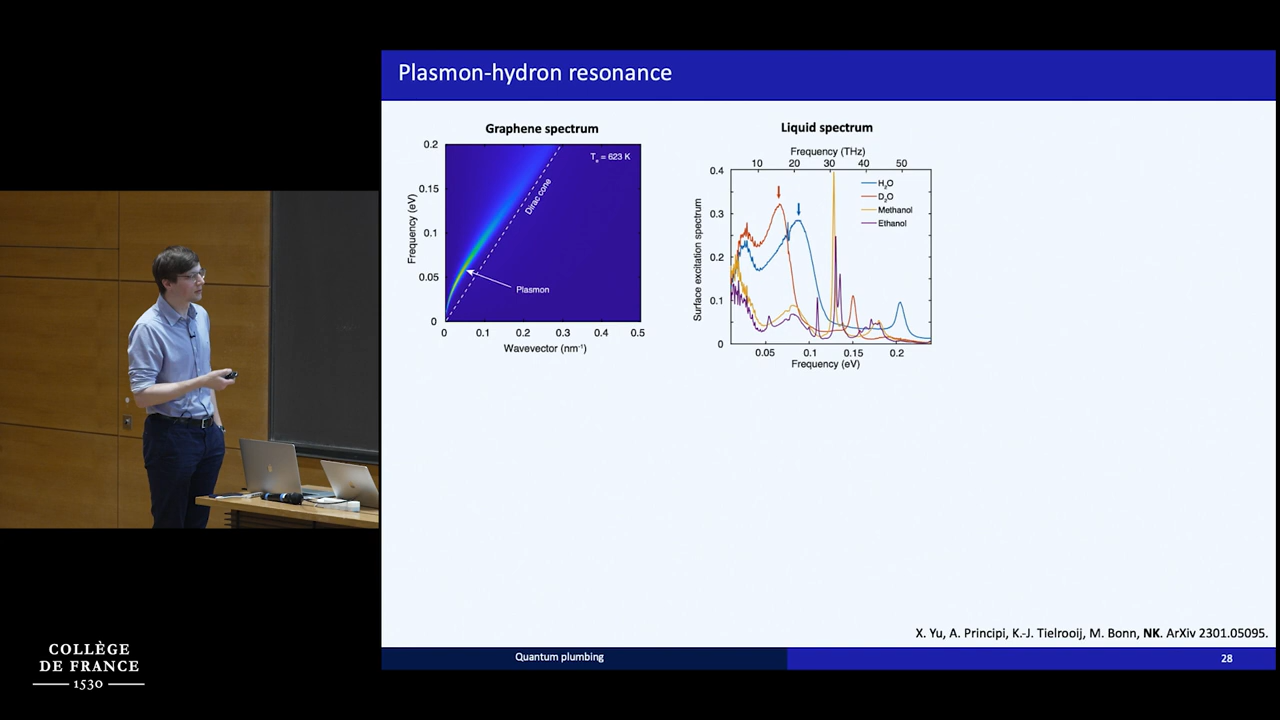 Plasmon-hydron resonance
Graphene spectrum
0.2
0.15
0.1
0.05
0
Frequency (eV)
Tₑ = 623 K
Dirac cone
Plasmon
0
0.1
0.2
0.3
0.4
0.5
Wavevector (nm⁻¹)
Liquid spectrum
Frequency (THz)
10
20
30
40
50
0.4
0.3
0.2
0.1
0
Surface excitation spectrum
H₂O
D₂O
Methanol
Ethanol
0.05
0.1
0.15
0.2
Frequency (eV)
X. Yu, A. Principi, K.-J. Tielrooij, M. Bonn, NK. ArXiv 2301.05095.
Quantum plumbing
28
COLLÈGE
DE FRANCE
1530